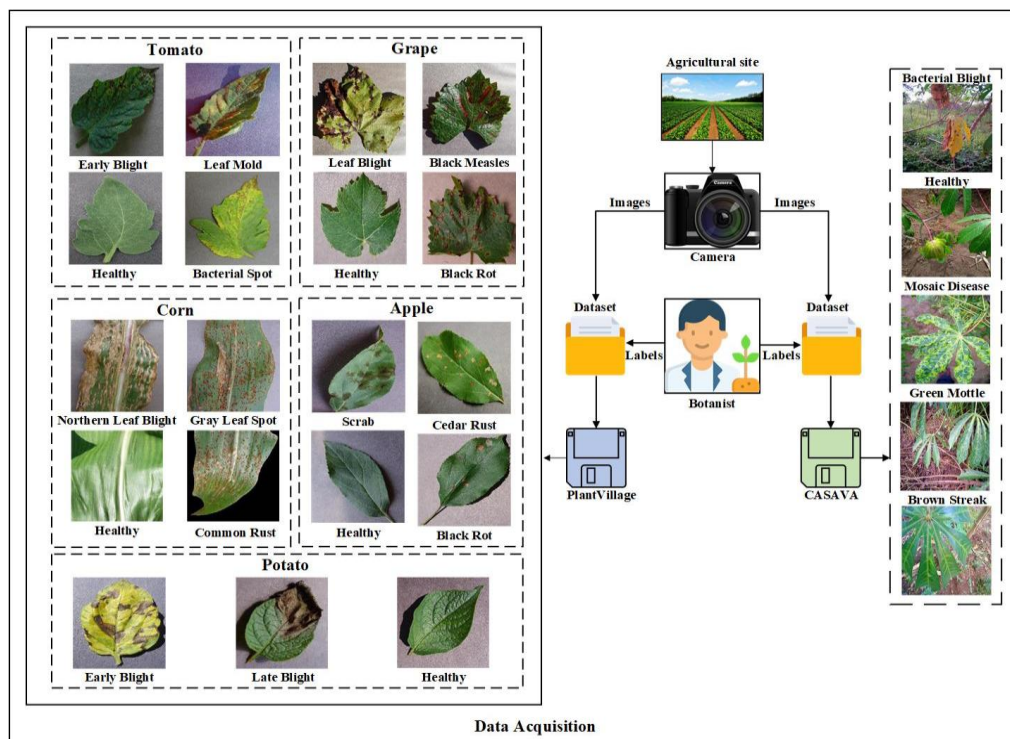 Tomato
Early Blight
Leaf Mold
Healthy
Bacterial Spot
Grape
Leaf Blight
Black Measles
Healthy
Black Rot
Corn
Northern Leaf Blight
Gray Leaf Spot
Healthy
Common Rust
Apple
Scrab
Cedar Rust
Healthy
Black Rot
Potato
Early Blight
Late Blight
Healthy
Agricultural site
Images
Camera
Images
Camera
Dataset
Dataset
Labels
Labels
Botanist
PlantVillage
CASAVA
Bacterial Blight
Healthy
Mosaic Disease
Green Mottle
Brown Streak
Data Acquisition